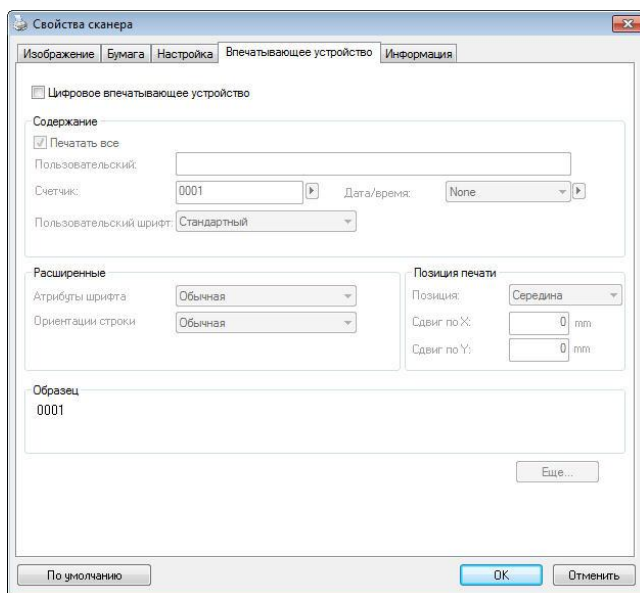 Свойства сканера
Изображение Бумага Настройка Впечатывающее устройство Информация
Цифровое впечатывающее устройство
Содержание
Печатать все
Пользовательский:
Счетчик: 0001 Дата/время: None
Пользовательский шрифт: Стандартный
Расширенные Позиция печати
Атрибуты шрифта Обычная Позиция: Середина
Ориентации строки Обычная Сдвиг по X: 0 mm
Сдвиг по Y: 0 mm
Образец
0001
Еще...
По умолчанию OK Отменить